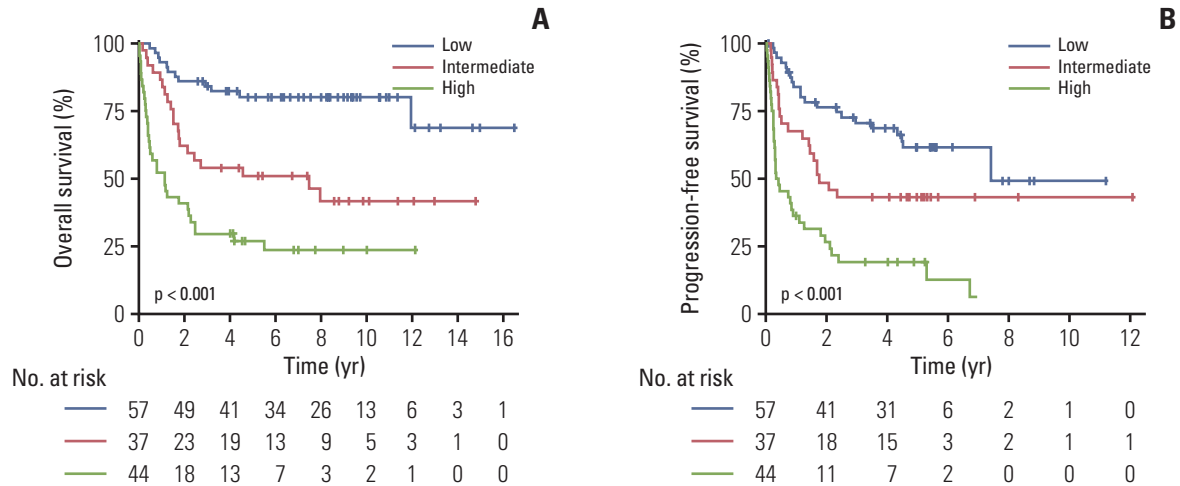 A
100
75
50
25
0
Overall survival (%)
Low
Intermediate
High
p < 0.001
0 2 4 6 8 10 12 14 16
Time (yr)
No. at risk
57 49 41 34 26 13 6 3 1
37 23 19 13 9 5 3 1 0
44 18 13 7 3 2 1 0 0
B
100
75
50
25
0
Progression-free survival (%)
Low
Intermediate
High
p < 0.001
0 2 4 6 8 10 12
Time (yr)
No. at risk
57 41 31 6 2 1 0
37 18 15 3 2 1 1
44 11 7 2 0 0 0